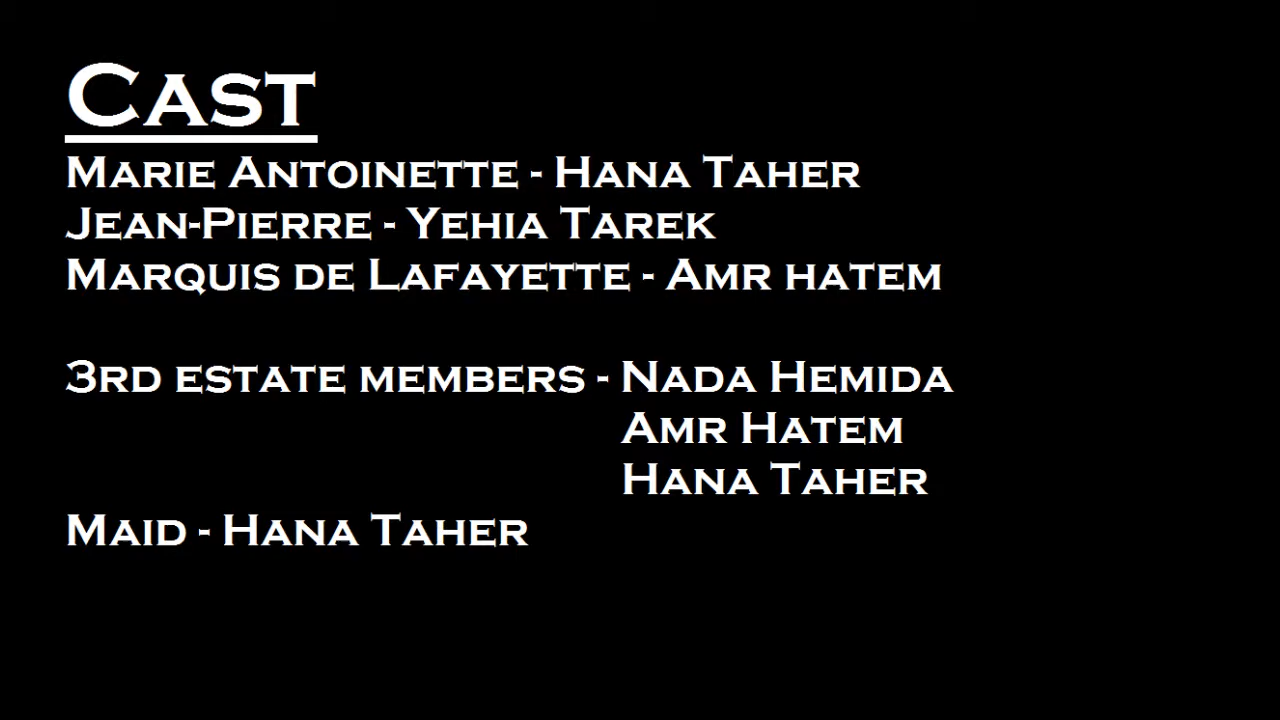 Cast
Marie Antoinette - Hana Taher
Jean-Pierre - Yehia Tarek
Marquis de Lafayette - Amr hatem
3rd estate members - Nada Hemida
Amr Hatem
Hana Taher
Maid - Hana Taher